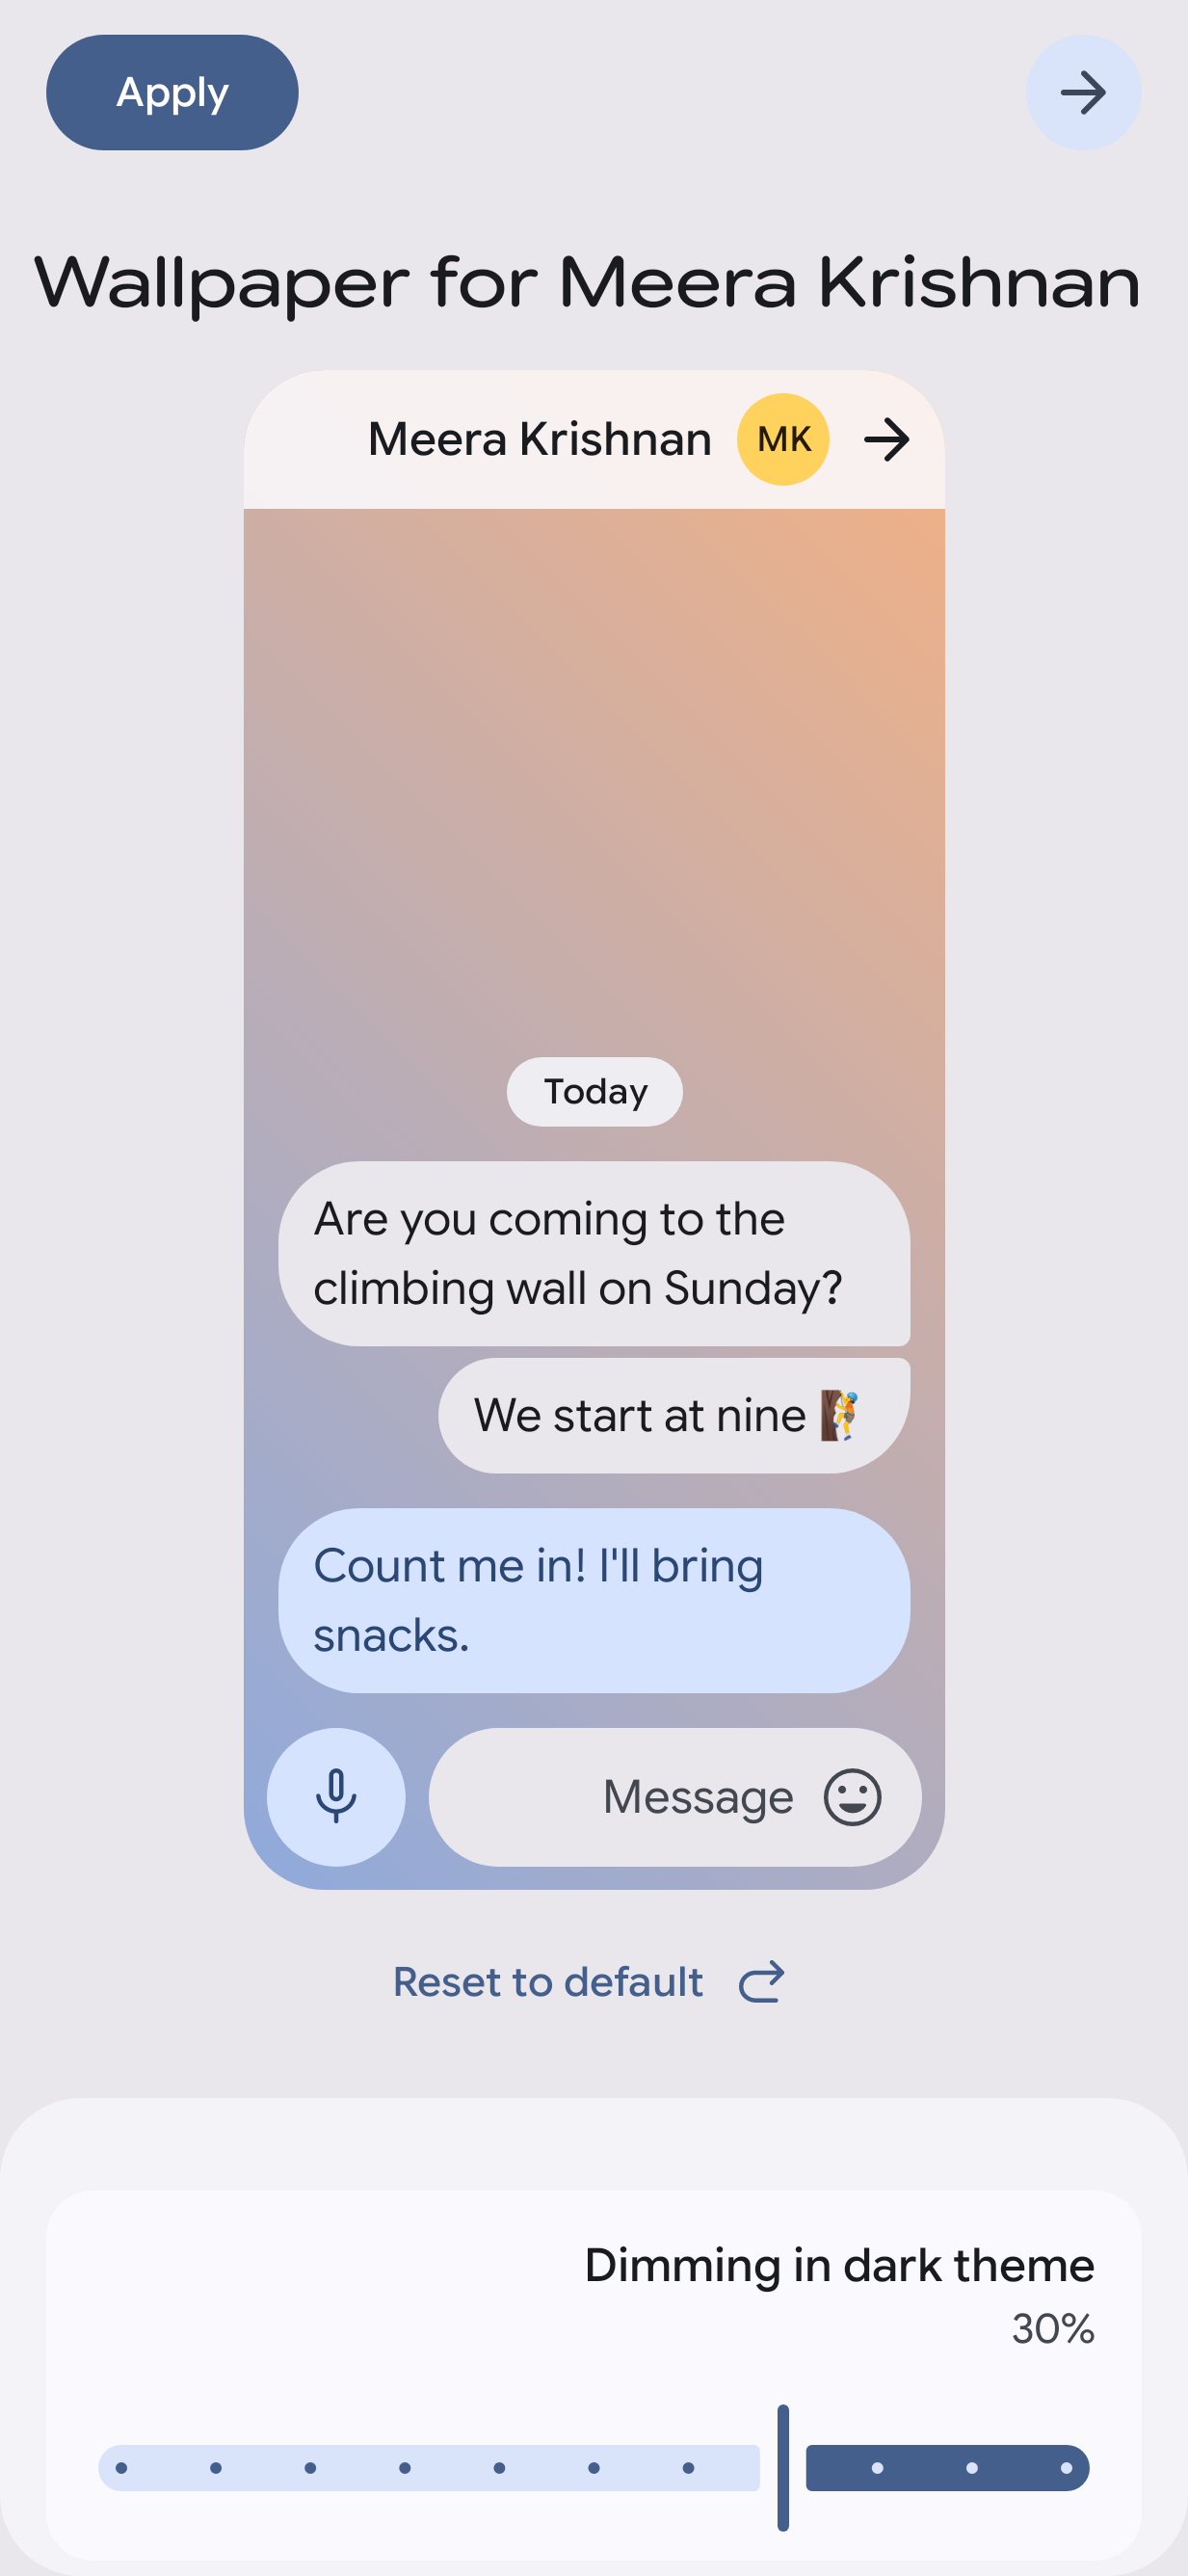 Apply
Wallpaper for Meera Krishnan
Meera Krishnan MK
Today
Are you coming to the
climbing wall on Sunday?
We start at nine 🧗
Count me in! I'll bring
snacks.
Message
Reset to default
Dimming in dark theme
30%